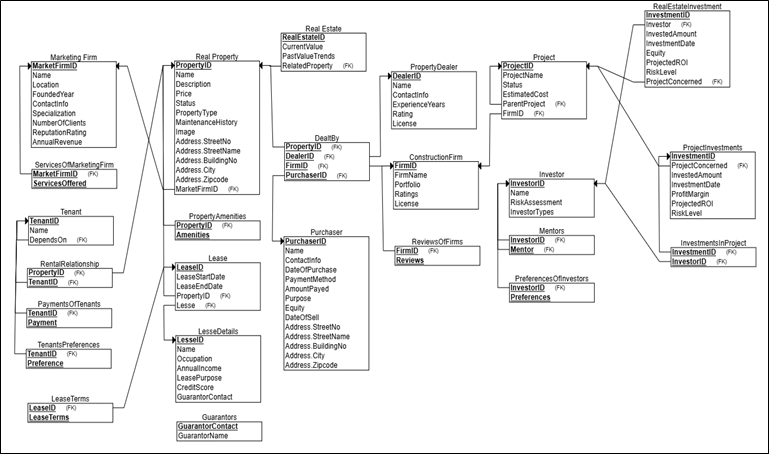 Marketing Firm
MarketFirmID
Name
Location
FoundedYear
ContactInfo
Specialization
NumberOfClients
ReputationRating
AnnualRevenue
ServicesOfMarketingFirm
MarketFirmID (FK)
ServicesOffered
Tenant
TenantID
Name
DependsOn (FK)
RentalRelationship
PropertyID (FK)
TenantID (FK)
PaymentsOfTenants
TenantID (FK)
Payment
TenantsPreferences
TenantID (FK)
Preference
LeaseTerms
LeaseID (FK)
LeaseTerms
Real Property
PropertyID
Name
Description
Price
Status
PropertyType
MaintenanceHistory
Image
Address.StreetNo
Address.StreetName
Address.BuildingNo
Address.City
Address.Zipcode
MarketFirmID (FK)
PropertyAmenities
PropertyID (FK)
Amenities
Lease
LeaseID
LeaseStartDate
LeaseEndDate
PropertyID (FK)
Lesse (FK)
LesseDetails
LesseID
Name
Occupation
AnnualIncome
LeasePurpose
CreditScore
GuarantorContact
Guarantors
GuarantorContact
GuarantorName
Real Estate
RealEstateID
CurrentValue
PastValueTrends
RelatedProperty (FK)
DealtBy
PropertyID (FK)
DealerID (FK)
FirmID (FK)
PurchaserID (FK)
Purchaser
PurchaserID
Name
ContactInfo
DateOfPurchase
PaymentMethod
AmountPayed
Purpose
Equity
DateOfSell
Address.StreetNo
Address.StreetName
Address.BuildingNo
Address.City
Address.Zipcode
PropertyDealer
DealerID
Name
ContactInfo
ExperienceYears
Rating
License
ConstructionFirm
FirmID
FirmName
Portfolio
Ratings
License
ReviewsOfFirms
FirmID (FK)
Reviews
Project
ProjectID
ProjectName
Status
EstimatedCost
ParentProject (FK)
FirmID (FK)
Investor
InvestorID
Name
RiskAssessment
InvestorTypes
Mentors
InvestorID (FK)
Mentor (FK)
PreferencesOfInvestors
InvestorID (FK)
Preferences
RealEstateInvestment
InvestmentID
Investor (FK)
InvestedAmount
InvestmentDate
Equity
ProjectedROI
RiskLevel
ProjectConcerned (FK)
ProjectInvestments
InvestmentID
ProjectConcerned (FK)
InvestedAmount
InvestmentDate
ProfitMargin
ProjectedROI
RiskLevel
InvestmentsInProject
InvestmentID (FK)
InvestorID (FK)